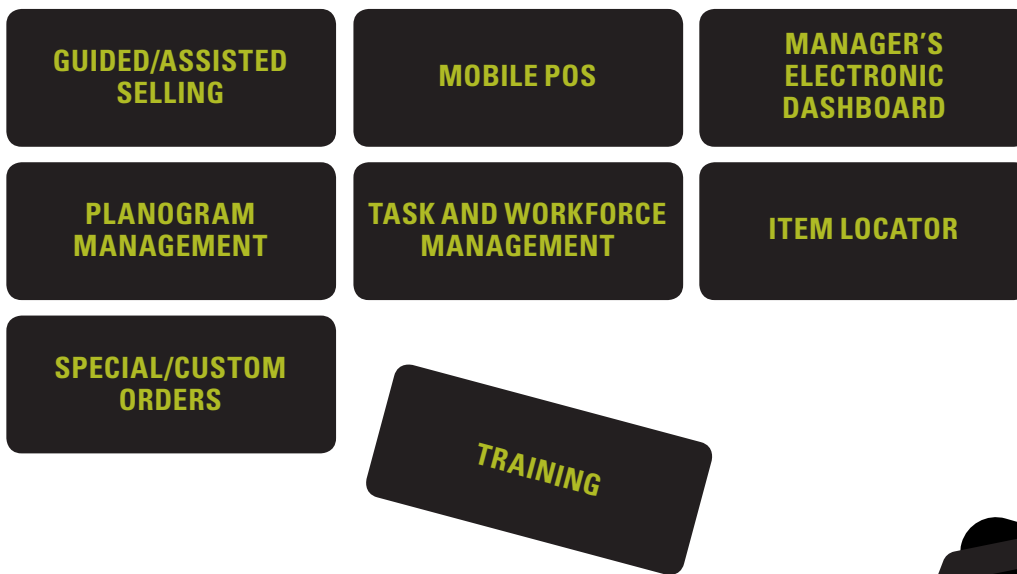 GUIDED/ASSISTED
SELLING
MOBILE POS
MANAGER'S
ELECTRONIC
DASHBOARD
PLANOGRAM
MANAGEMENT
TASK AND WORKFORCE
MANAGEMENT
ITEM LOCATOR
SPECIAL/CUSTOM
ORDERS
TRAINING